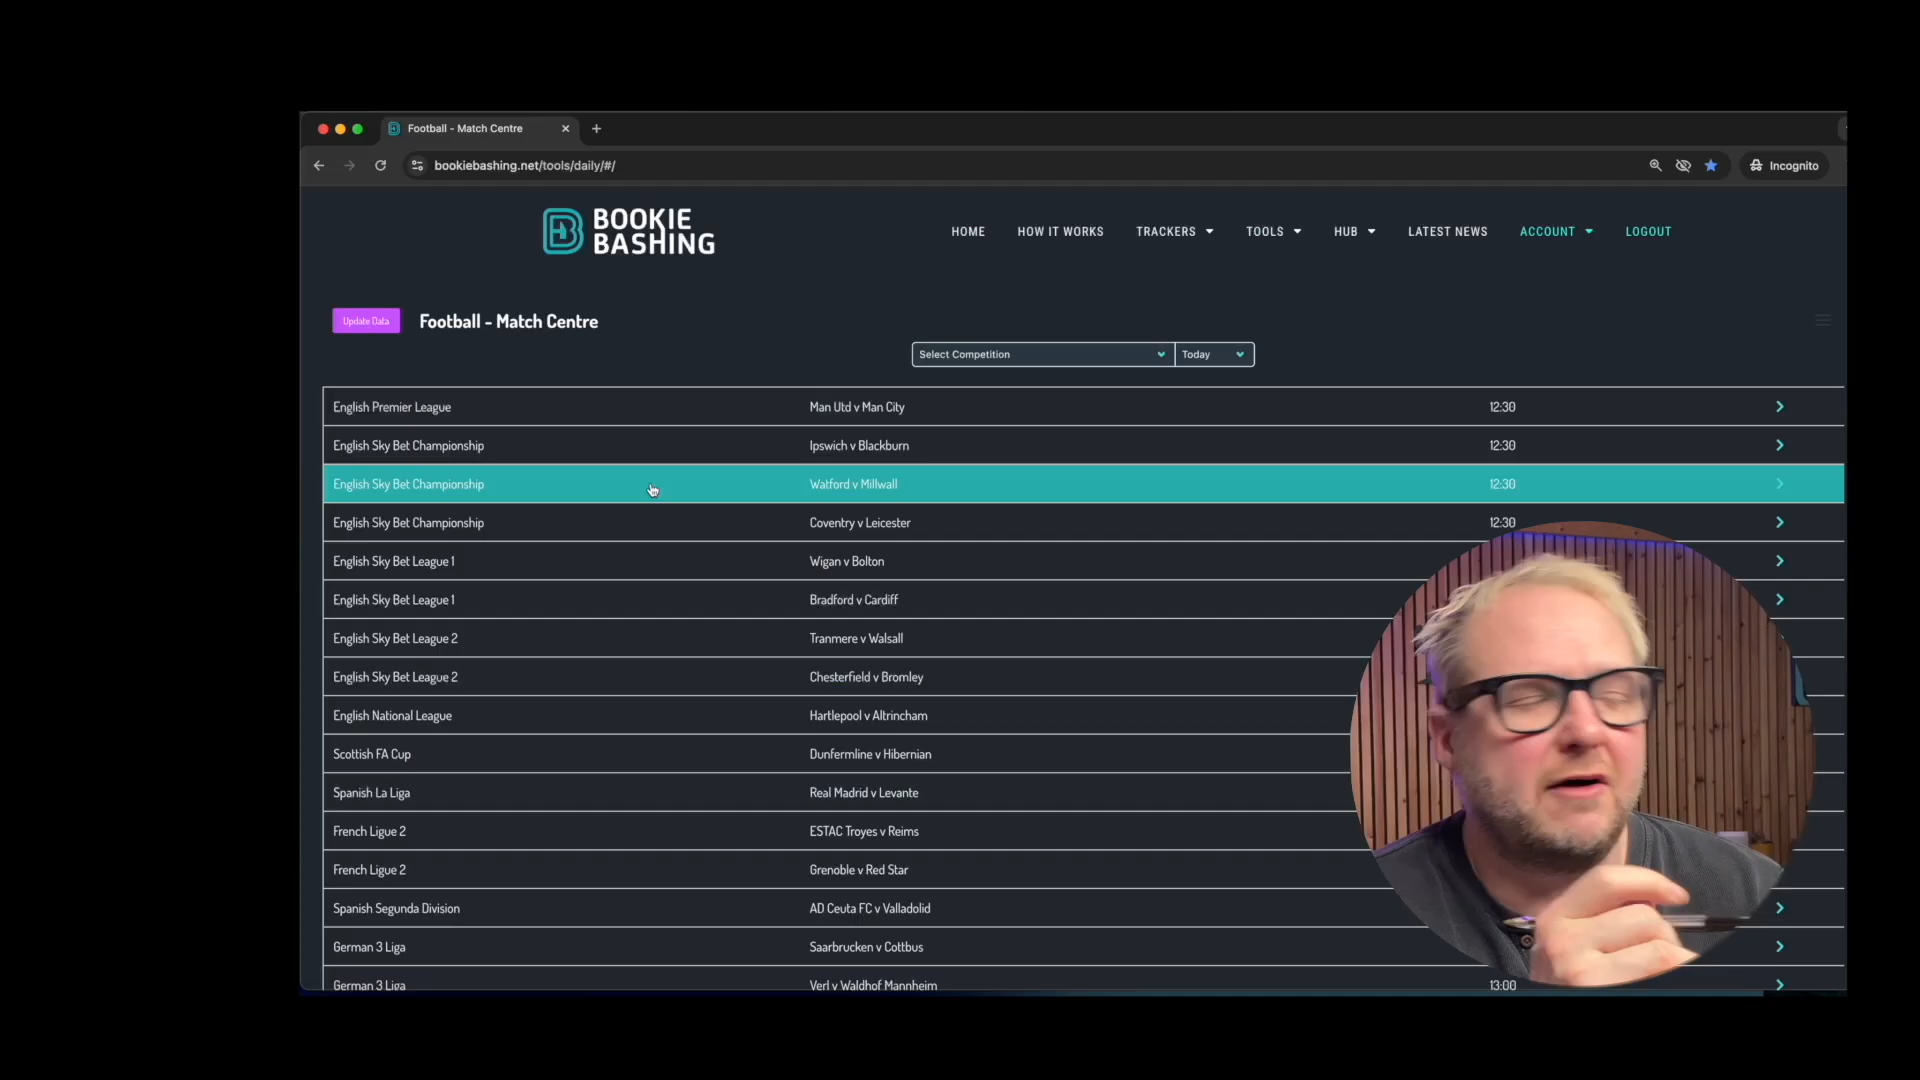 Football - Match Centre
bookiebashing.net/tools/daily/#/
Incognito
BOOKIE
BASHING
HOME
HOW IT WORKS
TRACKERS
TOOLS
HUB
LATEST NEWS
ACCOUNT
LOGOUT
Update Data
Football - Match Centre
Select Competition
Today
English Premier League Man Utd v Man City 12:30
English Sky Bet Championship Ipswich v Blackburn 12:30
English Sky Bet Championship Watford v Millwall 12:30
English Sky Bet Championship Coventry v Leicester 12:30
English Sky Bet League 1 Wigan v Bolton
English Sky Bet League 1 Bradford v Cardiff
English Sky Bet League 2 Tranmere v Walsall
English Sky Bet League 2 Chesterfield v Bromley
English National League Hartlepool v Altrincham
Scottish FA Cup Dunfermline v Hibernian
Spanish La Liga Real Madrid v Levante
French Ligue 2 ESTAC Troyes v Reims
French Ligue 2 Grenoble v Red Star
Spanish Segunda Division AD Ceuta FC v Valladolid
German 3 Liga Saarbrucken v Cottbus
German 3 Liga Verl v Waldhof Mannheim 13:00